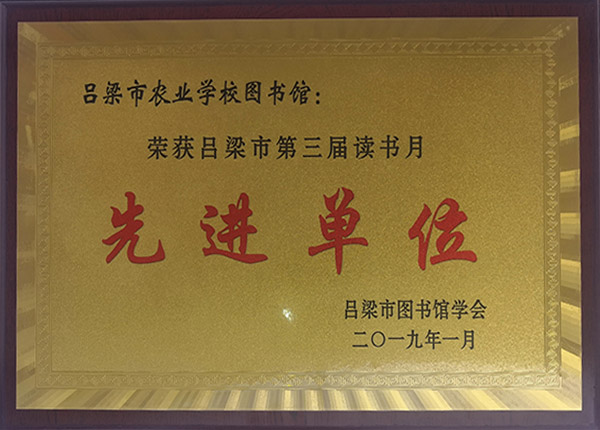 吕梁市农业学校图书馆：
荣获吕梁市第三届读书月
先进单位
吕梁市图书馆学会
二〇一九年一月